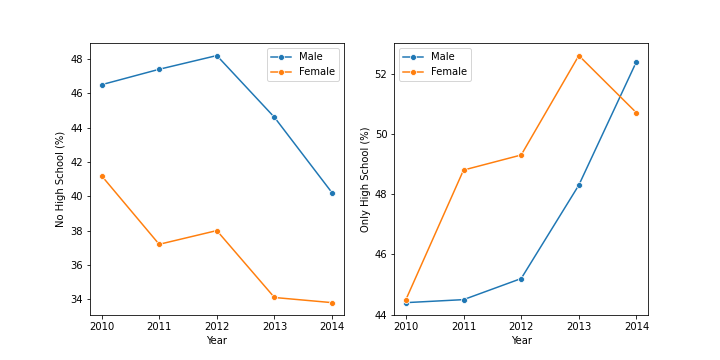 No High School (%)
48
46
44
42
40
38
36
34
Male
Female
2010 2011 2012 2013 2014
Year
Only High School (%)
52
50
48
46
44
Male
Female
2010 2011 2012 2013 2014
Year